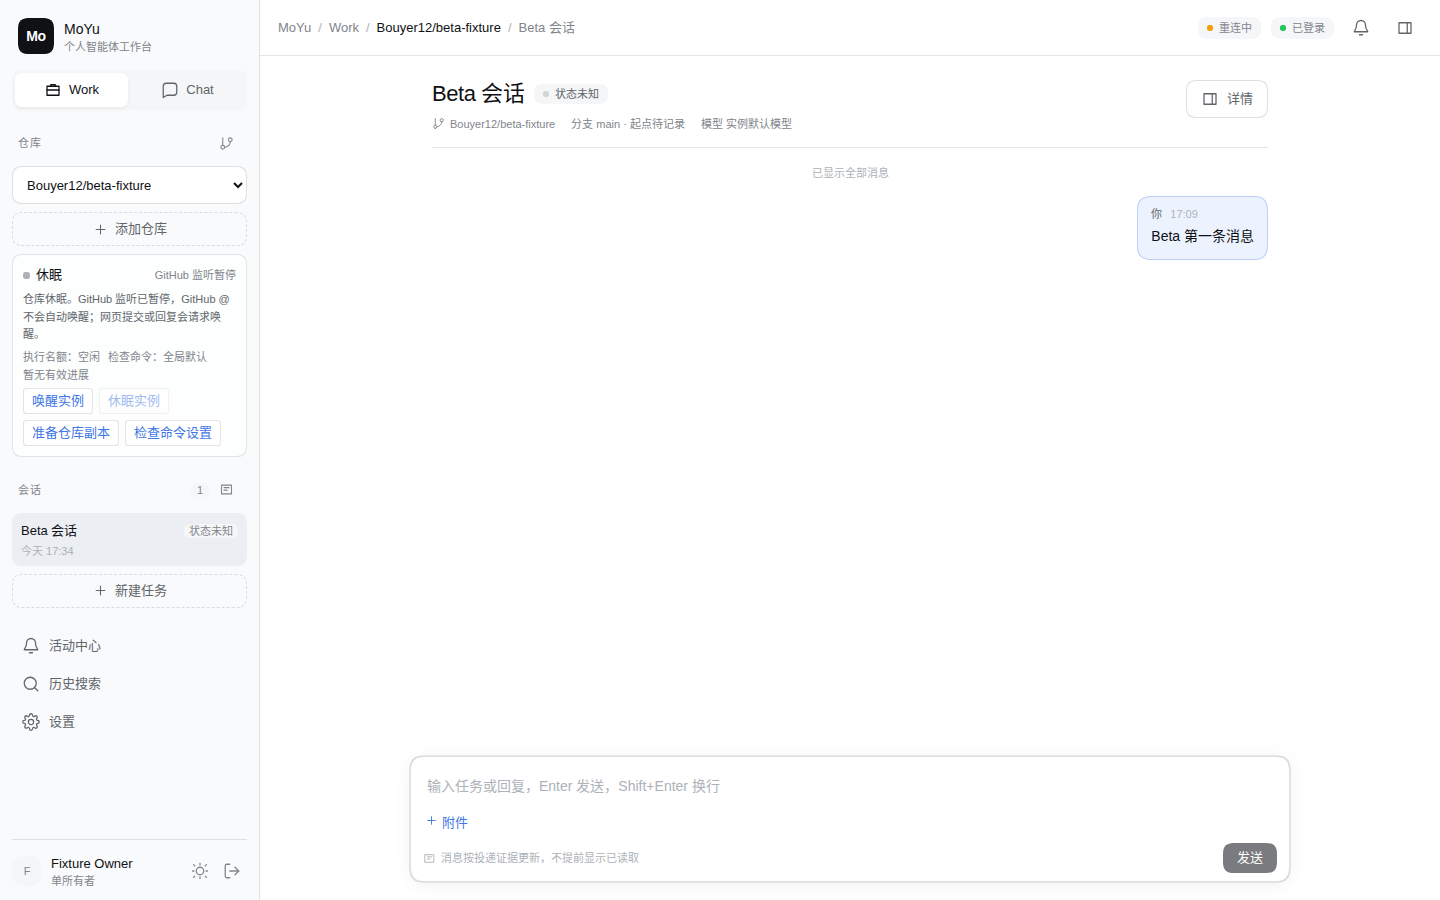 Mo
MoYu
个人智能体工作台
Work
Chat
仓库
Bouyer12/beta-fixture
添加仓库
休眠
GitHub 监听暂停
仓库休眠。GitHub 监听已暂停，GitHub @
不会自动唤醒；网页提交或回复会请求唤
醒。
执行名额：空闲 检查命令：全局默认
暂无有效进展
唤醒实例
休眠实例
准备仓库副本
检查命令设置
会话
1
Beta 会话
状态未知
今天 17:34
新建任务
活动中心
历史搜索
设置
F
Fixture Owner
单所有者
MoYu / Work / Bouyer12/beta-fixture / Beta 会话
重连中
已登录
Beta 会话
状态未知
详情
Bouyer12/beta-fixture 分支 main · 起点待记录 模型 实例默认模型
已显示全部消息
你 17:09
Beta 第一条消息
输入任务或回复，Enter 发送，Shift+Enter 换行
附件
消息按投递证据更新，不提前显示已读取
发送